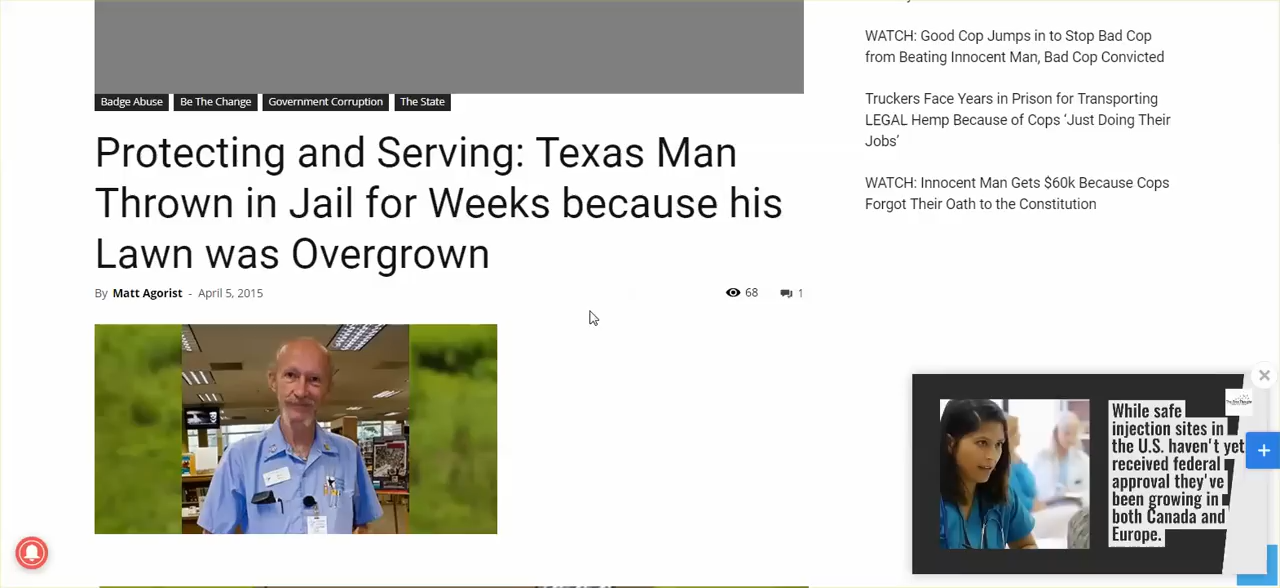 WATCH: Good Cop Jumps in to Stop Bad Cop
from Beating Innocent Man, Bad Cop Convicted
Truckers Face Years in Prison for Transporting
LEGAL Hemp Because of Cops ‘Just Doing Their
Jobs’
WATCH: Innocent Man Gets $60k Because Cops
Forgot Their Oath to the Constitution
Badge Abuse
Be The Change
Government Corruption
The State
Protecting and Serving: Texas Man
Thrown in Jail for Weeks because his
Lawn was Overgrown
By Matt Agorist - April 5, 2015
68
1
While safe
injection sites in
the U.S. haven't yet
received federal
approval they've
been growing in
both Canada and
Europe.